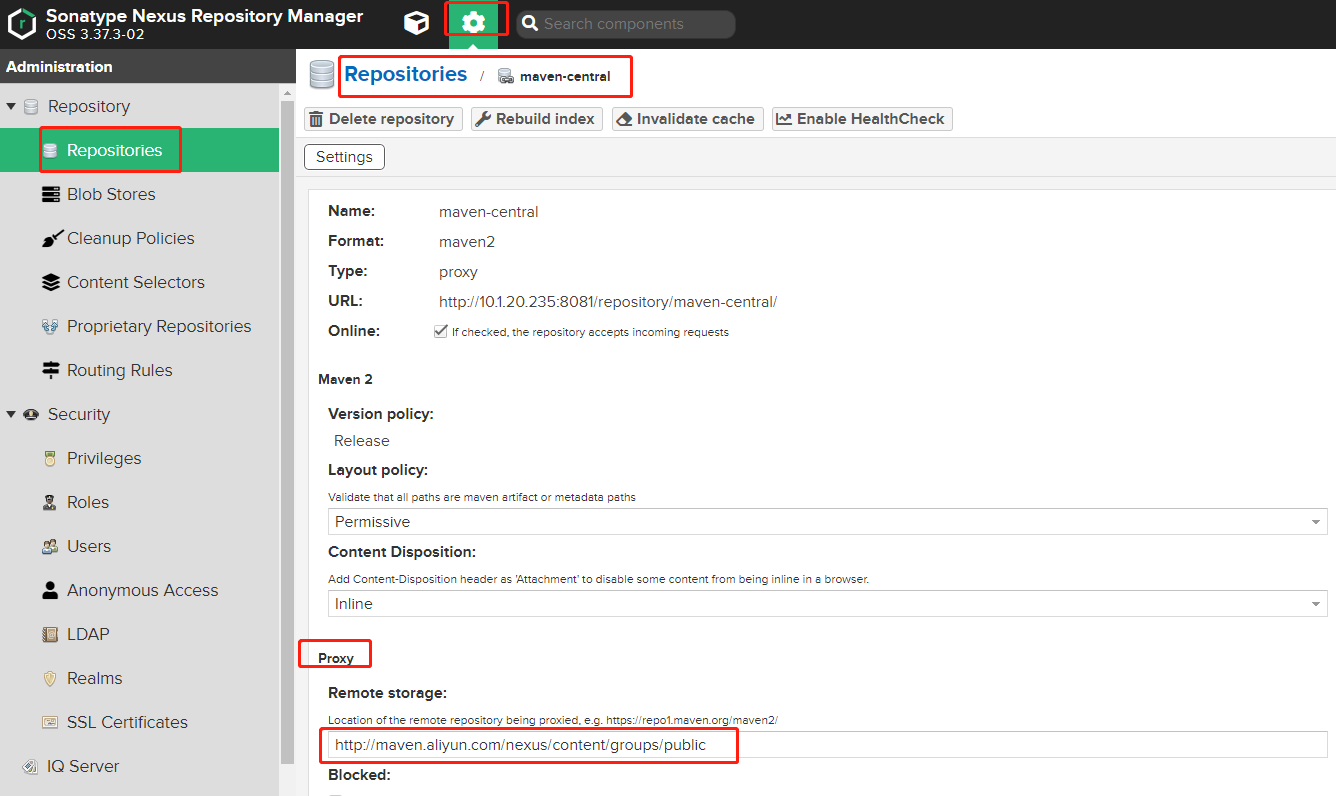 Sonatype Nexus Repository Manager
OSS 3.37.3-02
Search components
Administration
Repository
Repositories
Blob Stores
Cleanup Policies
Content Selectors
Proprietary Repositories
Routing Rules
Security
Privileges
Roles
Users
Anonymous Access
LDAP
Realms
SSL Certificates
IQ Server
Repositories / maven-central
Delete repository Rebuild index Invalidate cache Enable HealthCheck
Settings
Name: maven-central
Format: maven2
Type: proxy
URL: http://10.1.20.235:8081/repository/maven-central/
Online: If checked, the repository accepts incoming requests
Maven 2
Version policy:
Release
Layout policy:
Validate that all paths are maven artifact or metadata paths
Permissive
Content Disposition:
Add Content-Disposition header as 'Attachment' to disable some content from being inline in a browser.
Inline
Proxy
Remote storage:
Location of the remote repository being proxied, e.g. https://repo1.maven.org/maven2/
http://maven.aliyun.com/nexus/content/groups/public
Blocked: